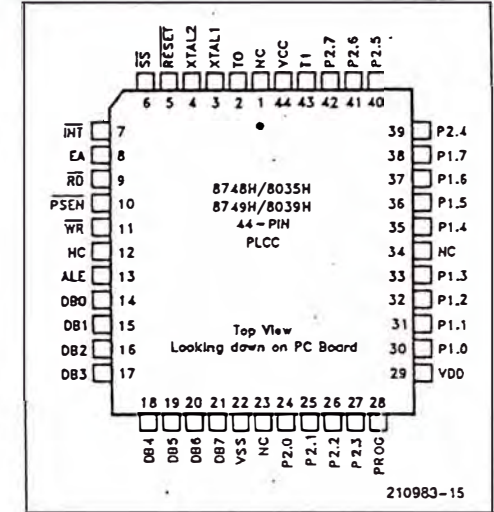 SS
RESET
XTAL2
XTAL1
T0
NC
VCC
T1
P2.7
P2.6
P2.5
6 5 4 3 2 1 44 43 42 41 40
INT 7
EA 8
RD 9
PSEN 10
WR 11
NC 12
ALE 13
DB0 14
DB1 15
DB2 16
DB3 17
8748H/8035H
8749H/8039H
44-PIN
PLCC
Top View
Looking down on PC Board
39 P2.4
38 P1.7
37 P1.6
36 P1.5
35 P1.4
34 NC
33 P1.3
32 P1.2
31 P1.1
30 P1.0
29 VDD
18 19 20 21 22 23 24 25 26 27 28
DB4
DB5
DB6
DB7
VSS
NC
P2.0
P2.1
P2.2
P2.3
PROG
210983-15